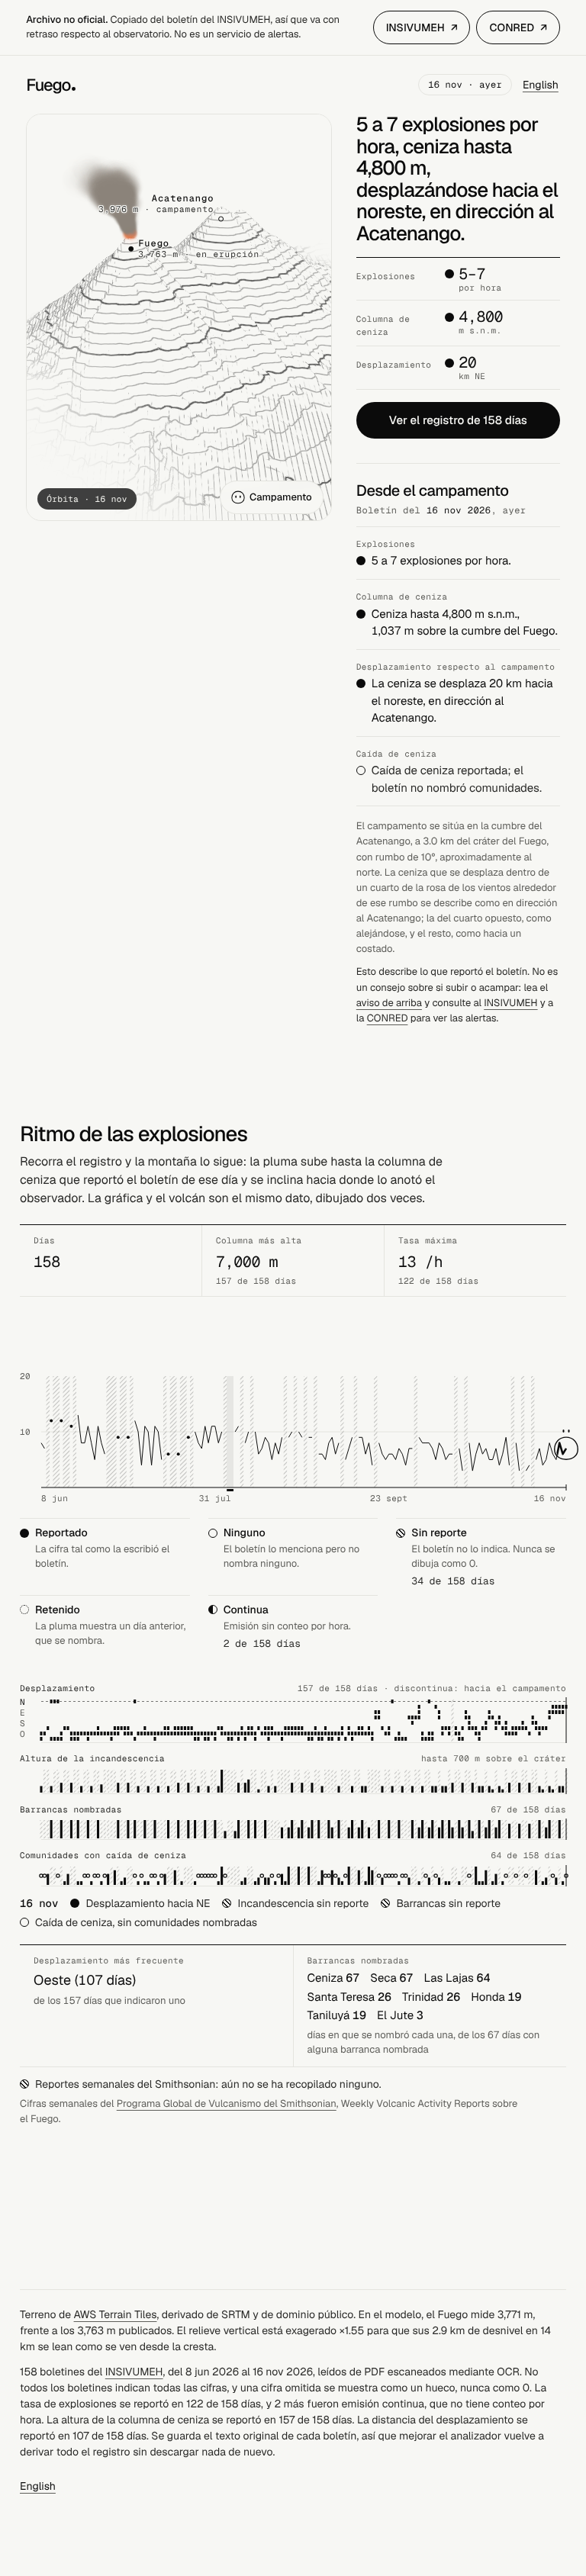 Archivo no oficial. Copiado del boletín del INSIVUMEH, así que va con
retraso respecto al observatorio. No es un servicio de alertas.
INSIVUMEH ↗
CONRED ↗
Fuego.
16 nov · ayer
English
Acatenango
3,976 m · campamento
Fuego
3,763 m · en erupción
Órbita · 16 nov
Campamento
5 a 7 explosiones por
hora, ceniza hasta
4,800 m,
desplazándose hacia el
noreste, en dirección al
Acatenango.
Explosiones
5–7
por hora
Columna de
ceniza
4,800
m s.n.m.
Desplazamiento
20
km NE
Ver el registro de 158 días
Desde el campamento
Boletín del 16 nov 2026, ayer
Explosiones
5 a 7 explosiones por hora.
Columna de ceniza
Ceniza hasta 4,800 m s.n.m.,
1,037 m sobre la cumbre del Fuego.
Desplazamiento respecto al campamento
La ceniza se desplaza 20 km hacia
el noreste, en dirección al
Acatenango.
Caída de ceniza
Caída de ceniza reportada; el
boletín no nombró comunidades.
El campamento se sitúa en la cumbre del
Acatenango, a 3.0 km del cráter del Fuego,
con rumbo de 10°, aproximadamente al
norte. La ceniza que se desplaza dentro de
un cuarto de la rosa de los vientos alrededor
de ese rumbo se describe como en dirección
al Acatenango; la del cuarto opuesto, como
alejándose, y el resto, como hacia un
costado.
Esto describe lo que reportó el boletín. No es
un consejo sobre si subir o acampar: lea el
aviso de arriba y consulte al INSIVUMEH y a
la CONRED para ver las alertas.
Ritmo de las explosiones
Recorra el registro y la montaña lo sigue: la pluma sube hasta la columna de
ceniza que reportó el boletín de ese día y se inclina hacia donde lo anotó el
observador. La gráfica y el volcán son el mismo dato, dibujado dos veces.
Días
158
Columna más alta
7,000 m
157 de 158 días
Tasa máxima
13 /h
122 de 158 días
20
10
8 jun
31 jul
23 sept
16 nov
Reportado
La cifra tal como la escribió el
boletín.
Ninguno
El boletín lo menciona pero no
nombra ninguno.
Sin reporte
El boletín no lo indica. Nunca se
dibuja como 0.
34 de 158 días
Retenido
La pluma muestra un día anterior,
que se nombra.
Continua
Emisión sin conteo por hora.
2 de 158 días
Desplazamiento
157 de 158 días · discontinua: hacia el campamento
N
E
S
O
Altura de la incandescencia
hasta 700 m sobre el cráter
Barrancas nombradas
67 de 158 días
Comunidades con caída de ceniza
64 de 158 días
16 nov Desplazamiento hacia NE Incandescencia sin reporte Barrancas sin reporte
Caída de ceniza, sin comunidades nombradas
Desplazamiento más frecuente
Oeste (107 días)
de los 157 días que indicaron uno
Barrancas nombradas
Ceniza 67 Seca 67 Las Lajas 64
Santa Teresa 26 Trinidad 26 Honda 19
Taniluyá 19 El Jute 3
días en que se nombró cada una, de los 67 días con
alguna barranca nombrada
Reportes semanales del Smithsonian: aún no se ha recopilado ninguno.
Cifras semanales del Programa Global de Vulcanismo del Smithsonian, Weekly Volcanic Activity Reports sobre
el Fuego.
Terreno de AWS Terrain Tiles, derivado de SRTM y de dominio público. En el modelo, el Fuego mide 3,771 m,
frente a los 3,763 m publicados. El relieve vertical está exagerado ×1.55 para que sus 2.9 km de desnivel en 14
km se lean como se ven desde la cresta.
158 boletines del INSIVUMEH, del 8 jun 2026 al 16 nov 2026, leídos de PDF escaneados mediante OCR. No
todos los boletines indican todas las cifras, y una cifra omitida se muestra como un hueco, nunca como 0. La
tasa de explosiones se reportó en 122 de 158 días, y 2 más fueron emisión continua, que no tiene conteo por
hora. La altura de la columna de ceniza se reportó en 157 de 158 días. La distancia del desplazamiento se
reportó en 107 de 158 días. Se guarda el texto original de cada boletín, así que mejorar el analizador vuelve a
derivar todo el registro sin descargar nada de nuevo.
English